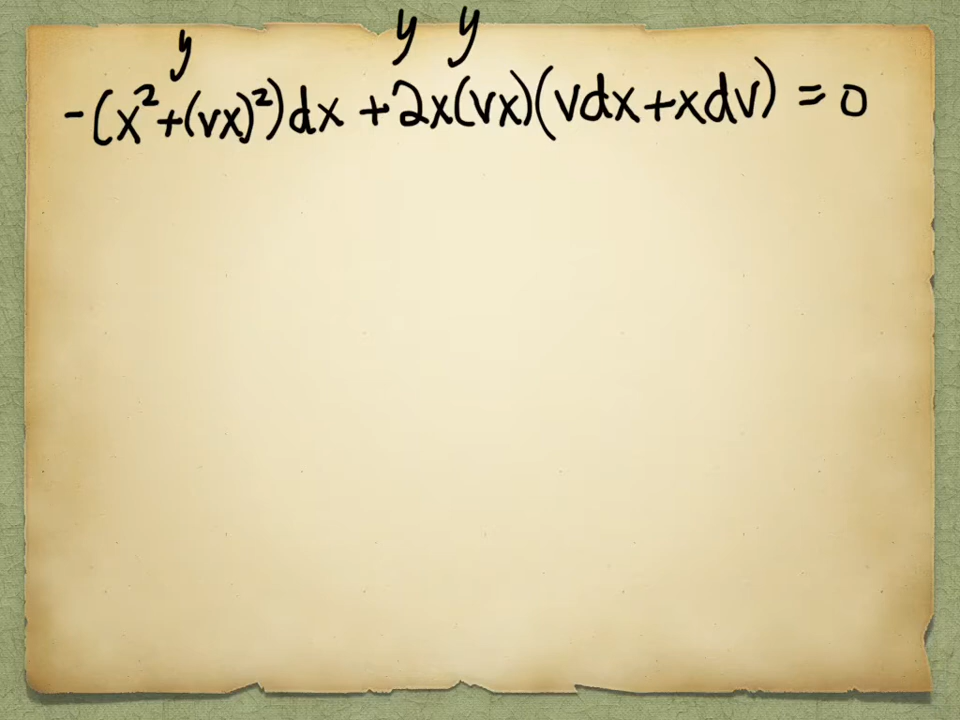 y y y
-(x²+(vx)²)dx +2x(vx)(vdx+xdv) =0